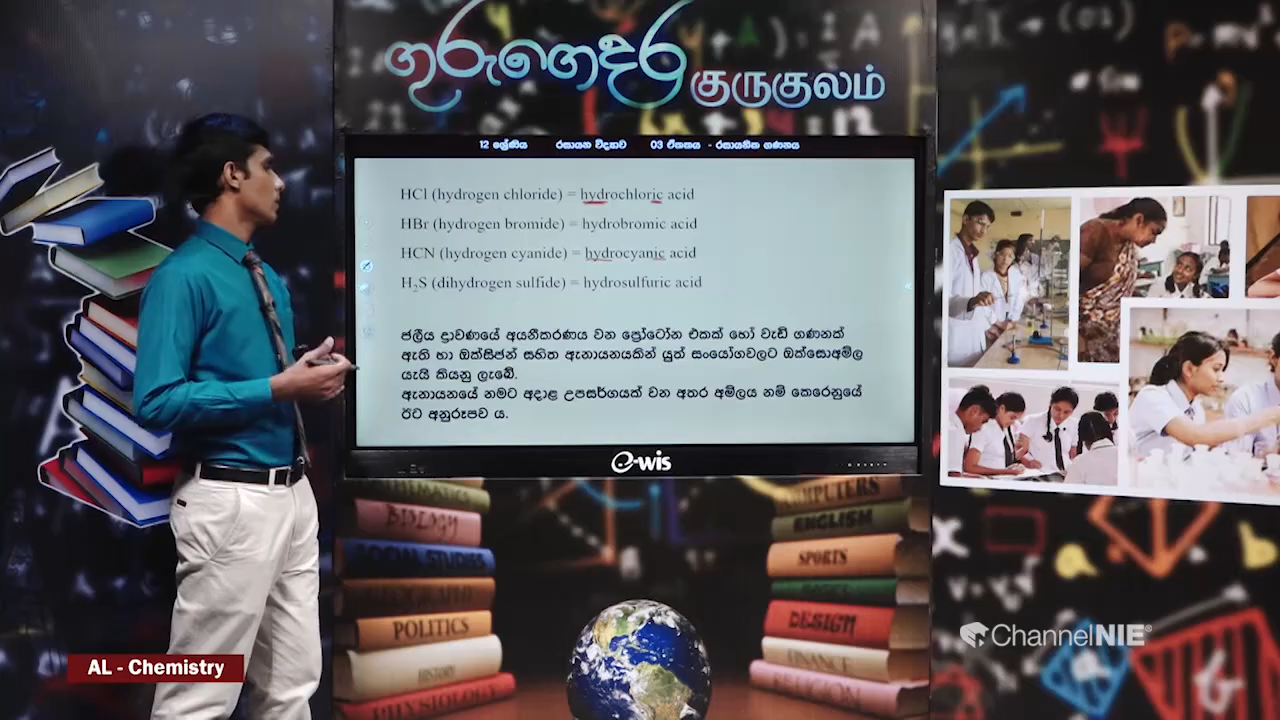 ගුරුගෙදර
குருகுலம்
12 ශ්‍රේණිය රසායන විද්‍යාව 03 ඒකකය - රසායනික ගණනය
HCl (hydrogen chloride) = hydrochloric acid
HBr (hydrogen bromide) = hydrobromic acid
HCN (hydrogen cyanide) = hydrocyanic acid
H₂S (dihydrogen sulfide) = hydrosulfuric acid
ජලීය ද්‍රාවණයේ අයනීකරණය වන ප්‍රෝටෝන එකක් හෝ වැඩි ගණනක්
ඇති හා ඔක්සිජන් සහිත ඇනායනයකින් යුත් සංයෝගවලට ඔක්සොඅම්ල
යැයි කියනු ලැබේ.
ඇනායනයේ නමට අදාළ උපසර්ගයක් වන අතර අම්ලය නම් කෙරෙනුයේ
ඊට අනුරූපව ය.
e-wis
BIOLOGY
POLITICS
HISTORY
PHYSIOLOGY
COMPUTERS
ENGLISH
SPORTS
DESIGN
FINANCE
RELIGION
ChannelNIE®
AL - Chemistry